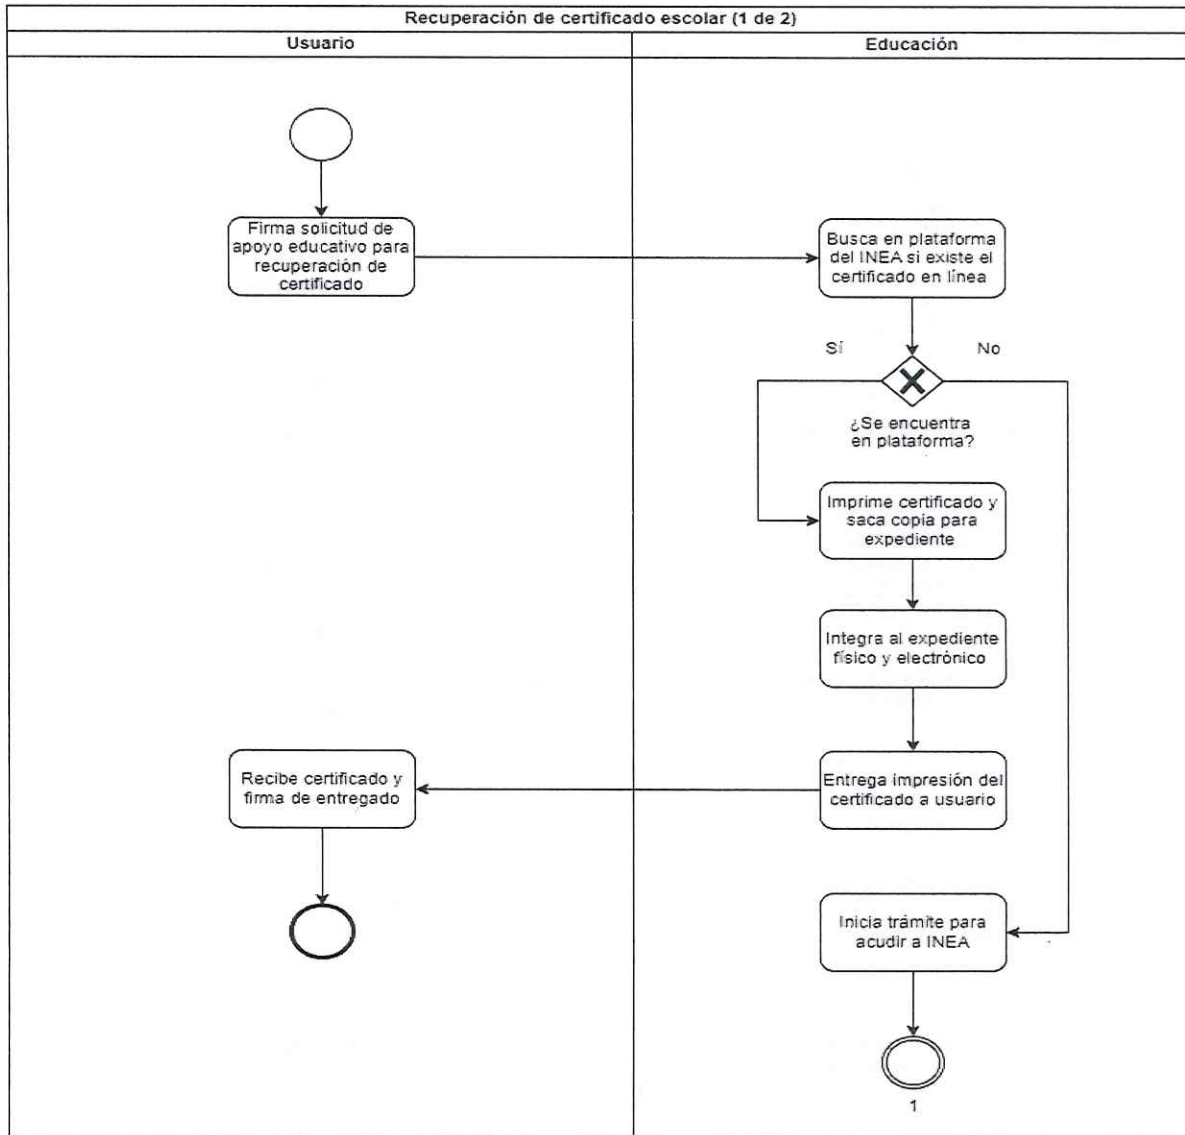 Recuperación de certificado escolar (1 de 2)
Usuario
Educación
Firma solicitud de
apoyo educativo para
recuperación de
certificado
Busca en plataforma
del INEA si existe el
certificado en línea
Sí
No
¿Se encuentra
en plataforma?
Imprime certificado y
saca copia para
expediente
Integra al expediente
físico y electrónico
Entrega impresión del
certificado a usuario
Recibe certificado y
firma de entregado
Inicia trámite para
acudir a INEA
1